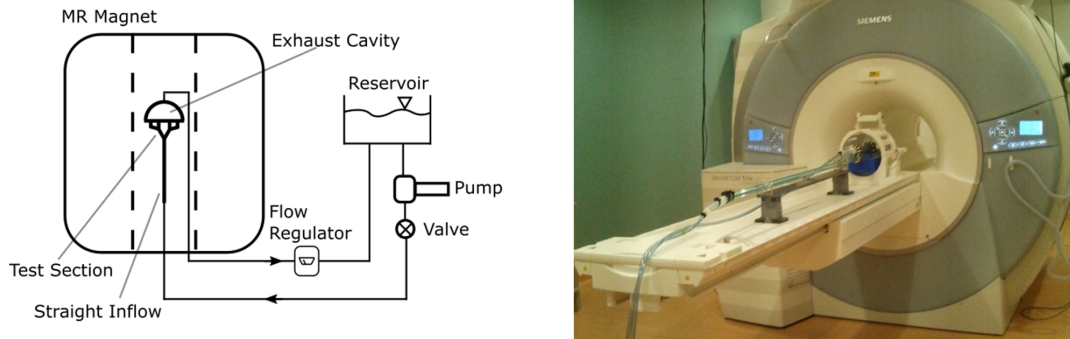 MR Magnet
Exhaust Cavity
Reservoir
Pump
Valve
Flow
Regulator
Test Section
Straight Inflow
SIEMENS